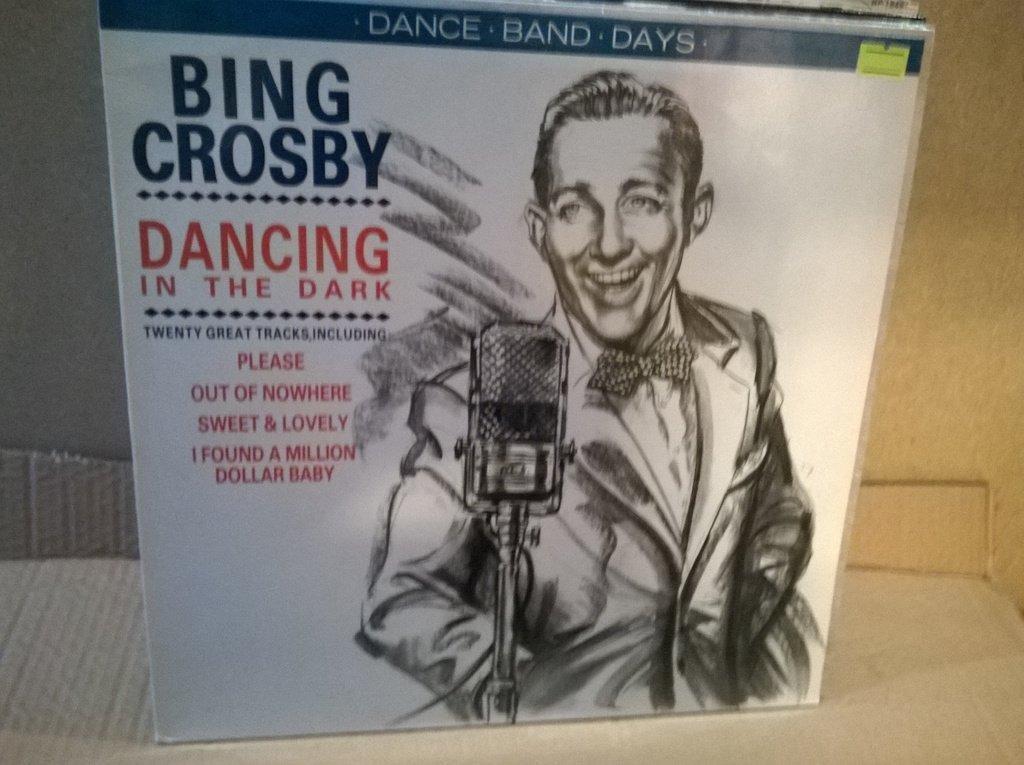 · DANCE · BAND · DAYS ·
BING
CROSBY
DANCING
IN THE DARK
TWENTY GREAT TRACKS, INCLUDING:
PLEASE
OUT OF NOWHERE
SWEET & LOVELY
I FOUND A MILLION
DOLLAR BABY